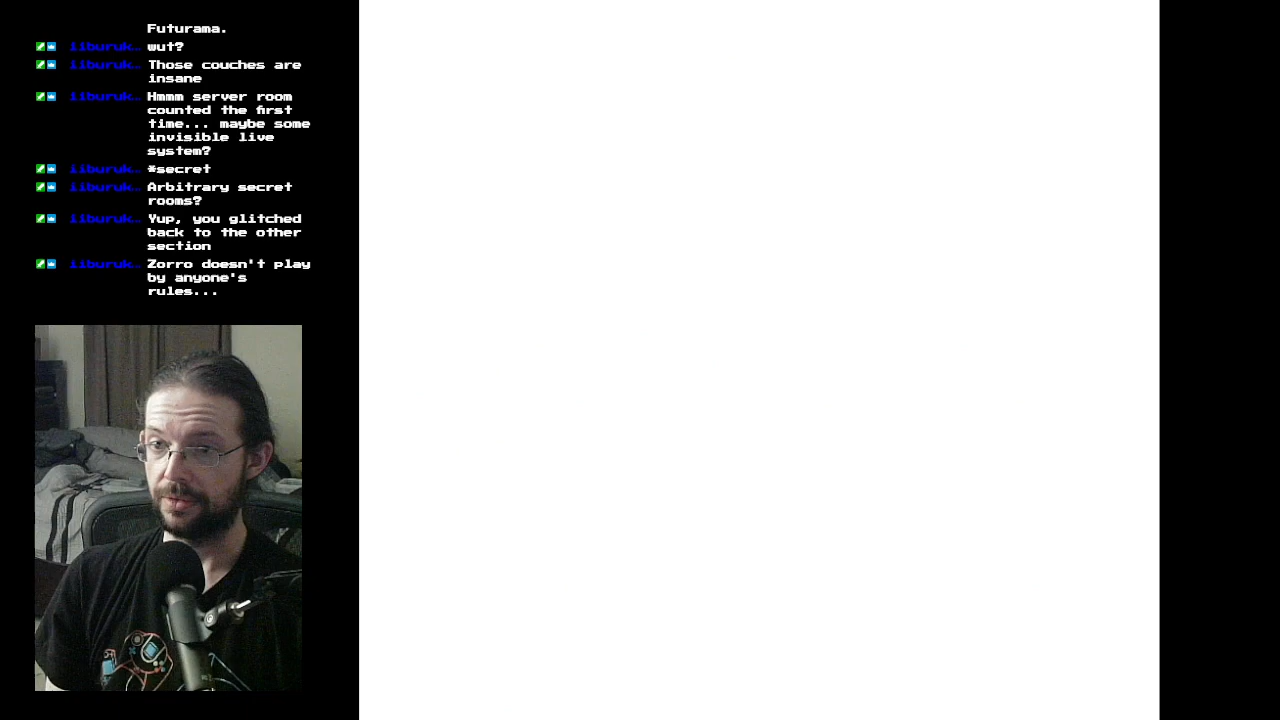 Futurama.
iiburuk… wut?
iiburuk… Those couches are
insane
iiburuk… Hmmm server room
counted the first
time... maybe some
invisible live
system?
iiburuk… *secret
iiburuk… Arbitrary secret
rooms?
iiburuk… Yup, you glitched
back to the other
section
iiburuk… Zorro doesn't play
by anyone's
rules...